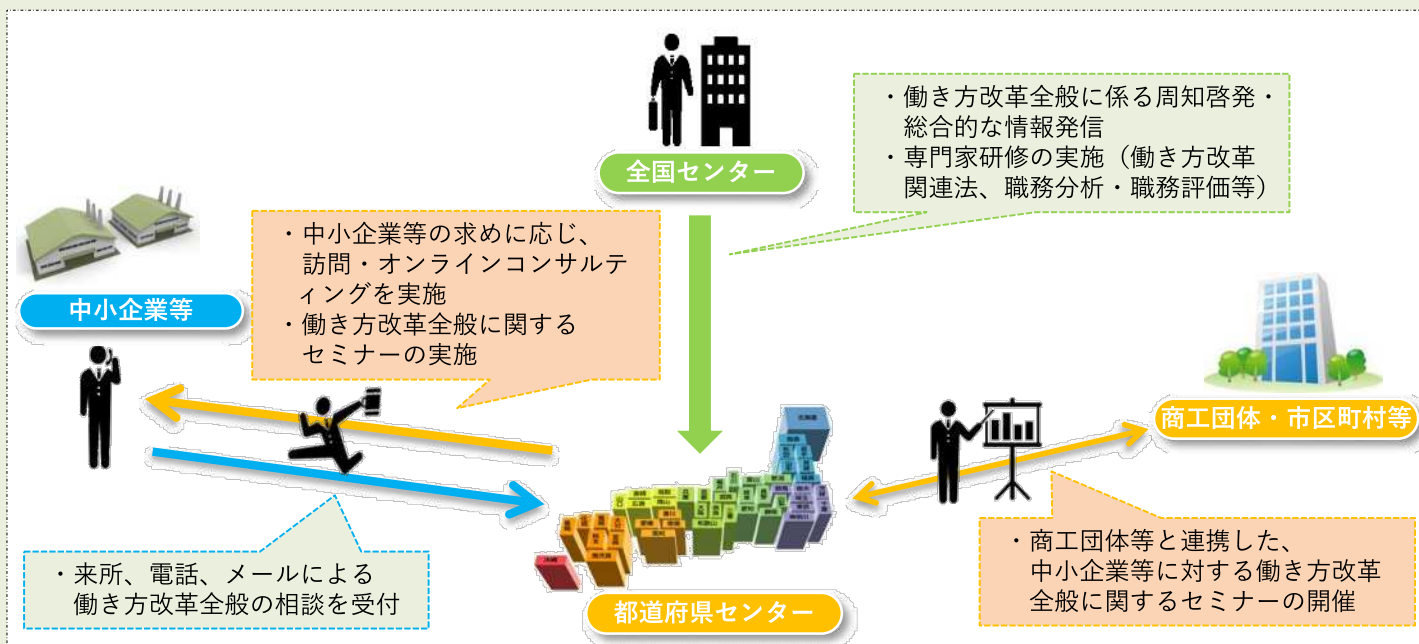 全国センター
・働き方改革全般に係る周知啓発・
総合的な情報発信
・専門家研修の実施（働き方改革
関連法、職務分析・職務評価等）
中小企業等
・中小企業等の求めに応じ、
訪問・オンラインコンサルテ
ィングを実施
・働き方改革全般に関する
セミナーの実施
商工団体・市区町村等
・来所、電話、メールによる
働き方改革全般の相談を受付
都道府県センター
・商工団体等と連携した、
中小企業等に対する働き方改革
全般に関するセミナーの開催